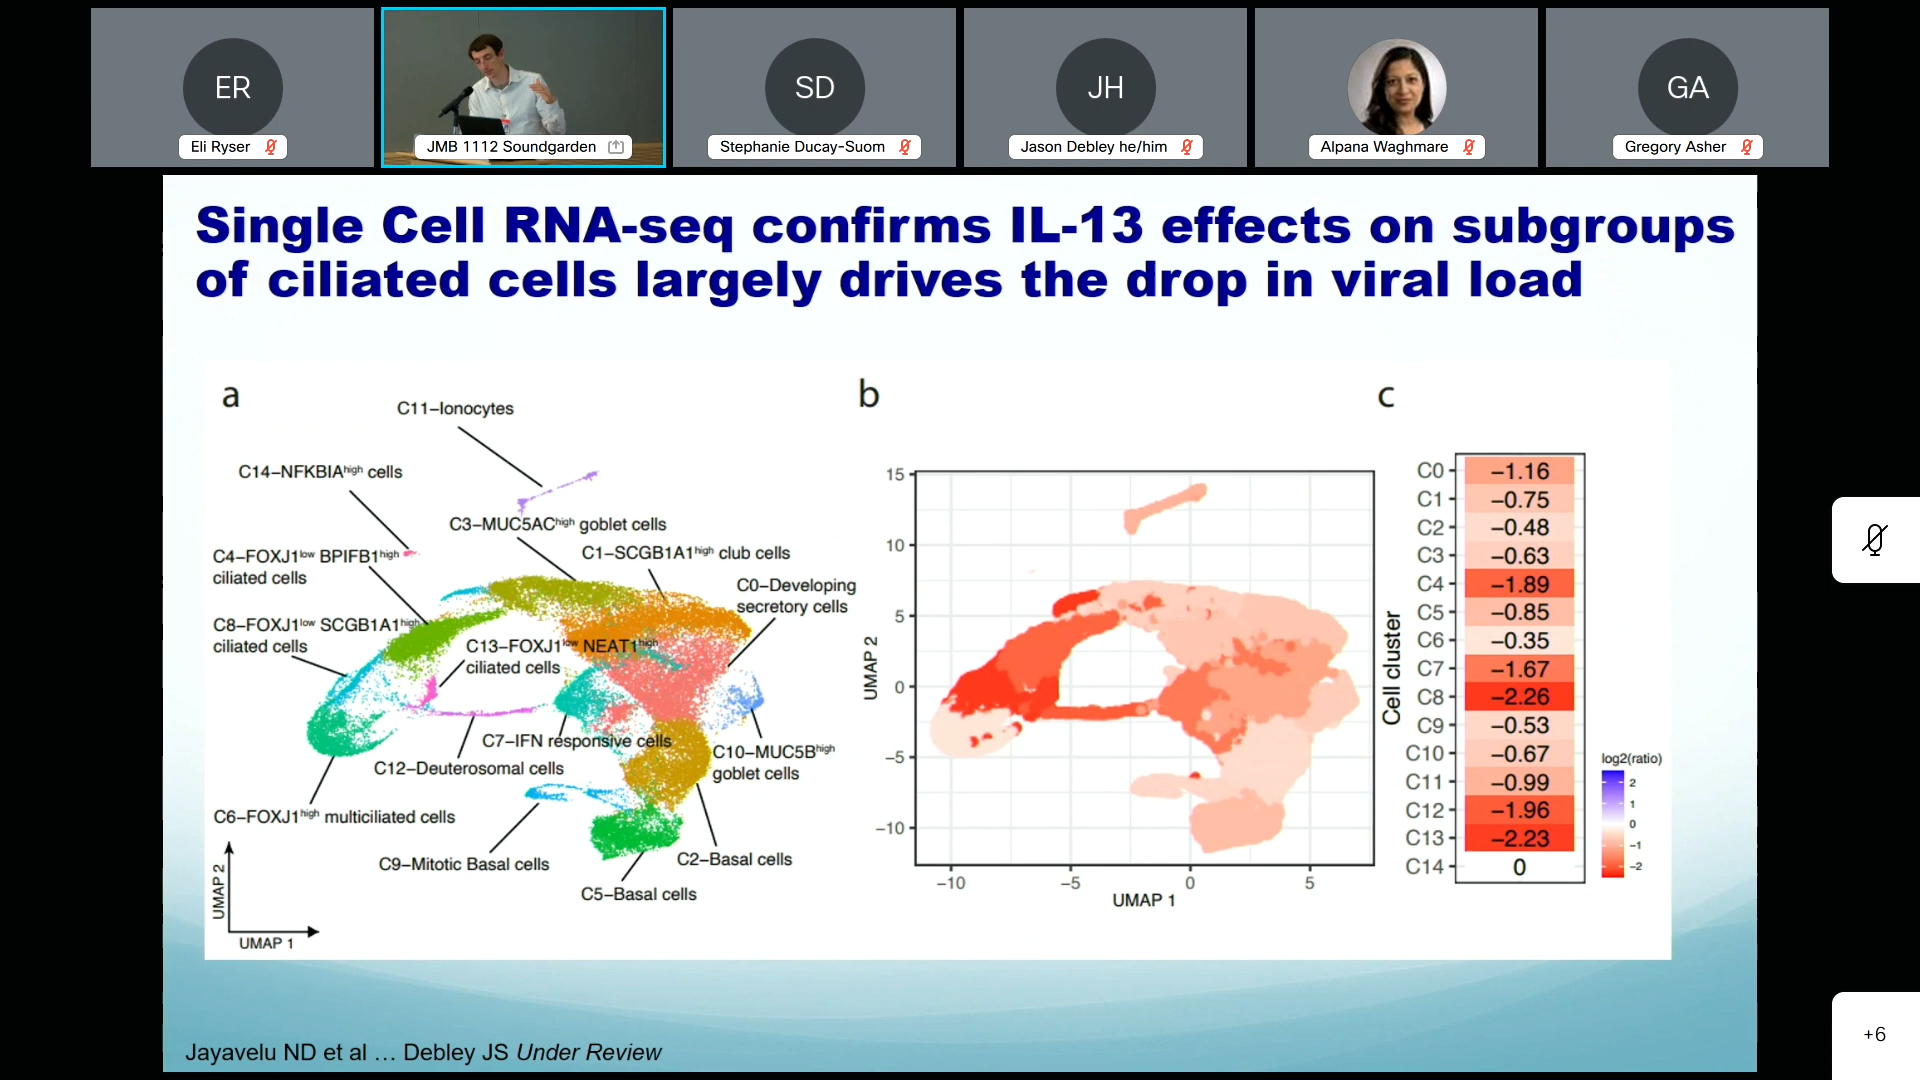 ER
SD
JH
GA
Eli Ryser
JMB 1112 Soundgarden
Stephanie Ducay-Suom
Jason Debley he/him
Alpana Waghmare
Gregory Asher
Single Cell RNA-seq confirms IL-13 effects on subgroups
of ciliated cells largely drives the drop in viral load
a
C11–Ionocytes
C14–NFKBIAhigh cells
C3–MUC5AChigh goblet cells
C4–FOXJ1low BPIFB1high
ciliated cells
C1–SCGB1A1high club cells
C0–Developing
secretory cells
C8–FOXJ1low SCGB1A1high
ciliated cells
C13–FOXJ1low NEAT1high
ciliated cells
C7–IFN responsive cells
C10–MUC5Bhigh
goblet cells
C12–Deuterosomal cells
C6–FOXJ1high multiciliated cells
C9–Mitotic Basal cells
C2–Basal cells
C5–Basal cells
UMAP 2
UMAP 1
b
15
10
5
0
−5
−10
UMAP 2
−10
−5
0
5
UMAP 1
c
Cell cluster
C0 −1.16
C1 −0.75
C2 −0.48
C3 −0.63
C4 −1.89
C5 −0.85
C6 −0.35
C7 −1.67
C8 −2.26
C9 −0.53
C10 −0.67
C11 −0.99
C12 −1.96
C13 −2.23
C14 0
log2(ratio)
2
1
0
−1
−2
Jayavelu ND et al … Debley JS Under Review
+6